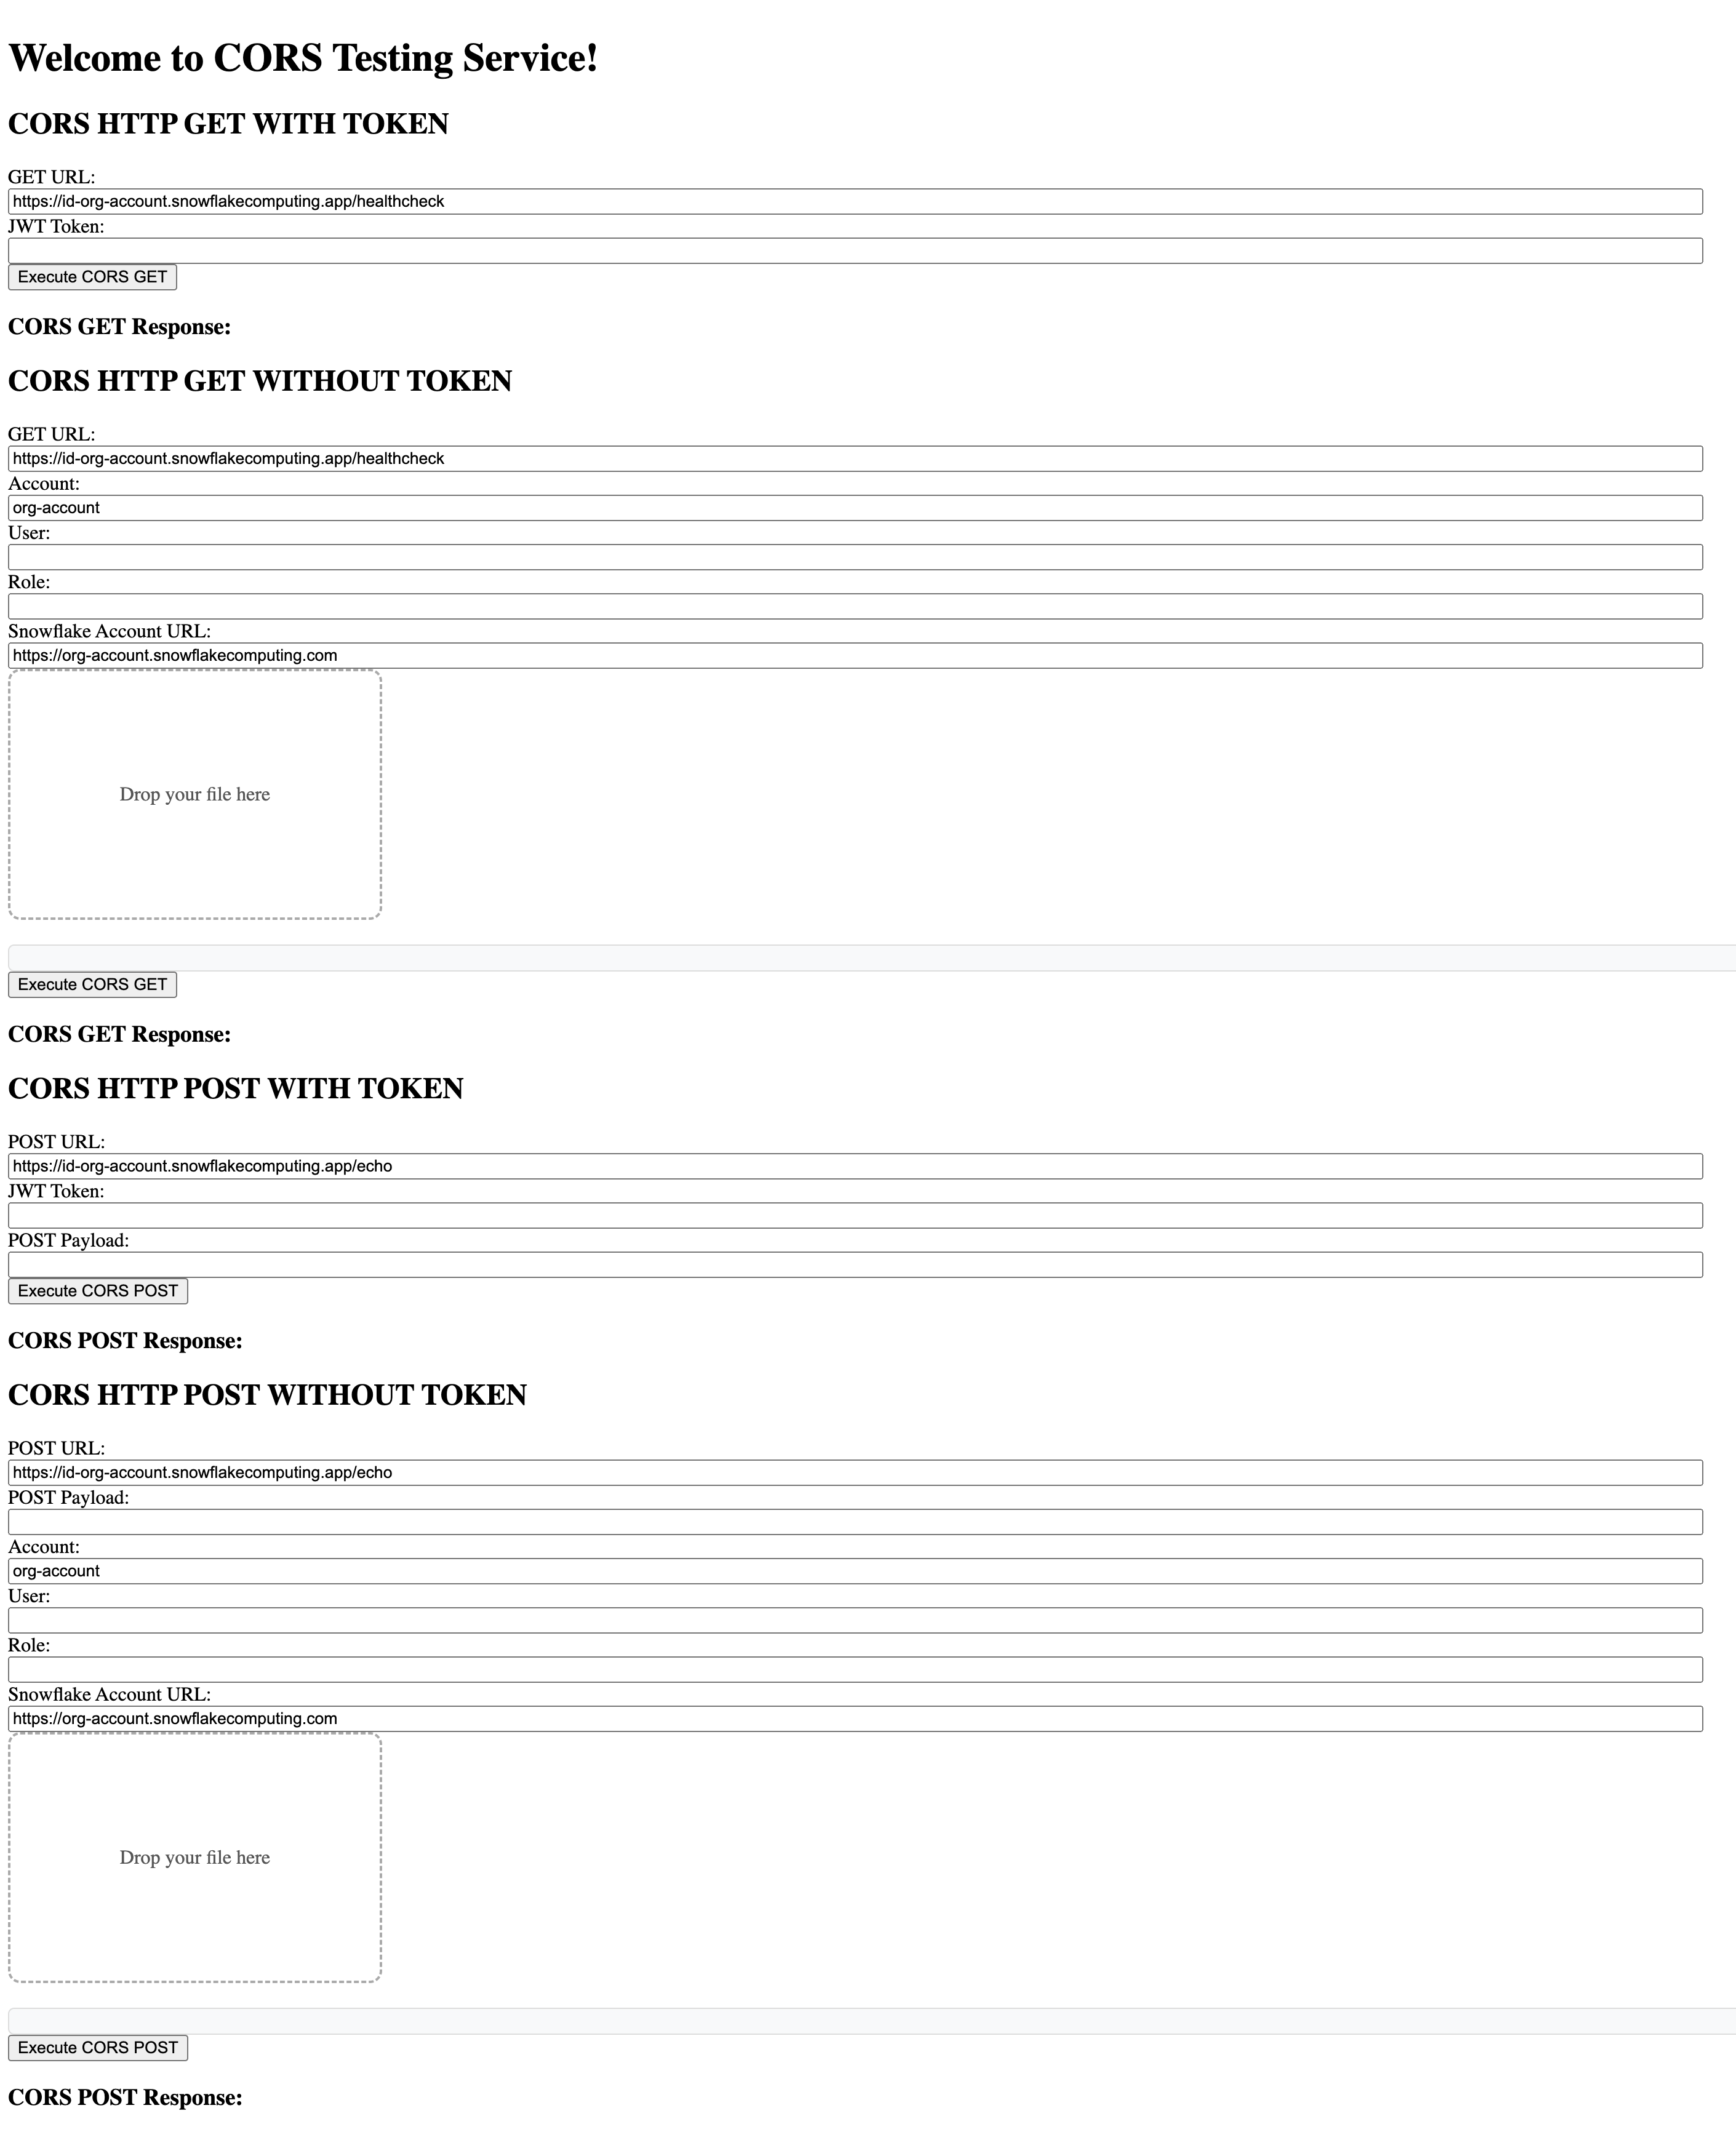 Welcome to CORS Testing Service!
CORS HTTP GET WITH TOKEN
GET URL:
https://id-org-account.snowflakecomputing.app/healthcheck
JWT Token:
Execute CORS GET
CORS GET Response:
CORS HTTP GET WITHOUT TOKEN
GET URL:
https://id-org-account.snowflakecomputing.app/healthcheck
Account:
org-account
User:
Role:
Snowflake Account URL:
https://org-account.snowflakecomputing.com
Drop your file here
Execute CORS GET
CORS GET Response:
CORS HTTP POST WITH TOKEN
POST URL:
https://id-org-account.snowflakecomputing.app/echo
JWT Token:
POST Payload:
Execute CORS POST
CORS POST Response:
CORS HTTP POST WITHOUT TOKEN
POST URL:
https://id-org-account.snowflakecomputing.app/echo
POST Payload:
Account:
org-account
User:
Role:
Snowflake Account URL:
https://org-account.snowflakecomputing.com
Drop your file here
Execute CORS POST
CORS POST Response: